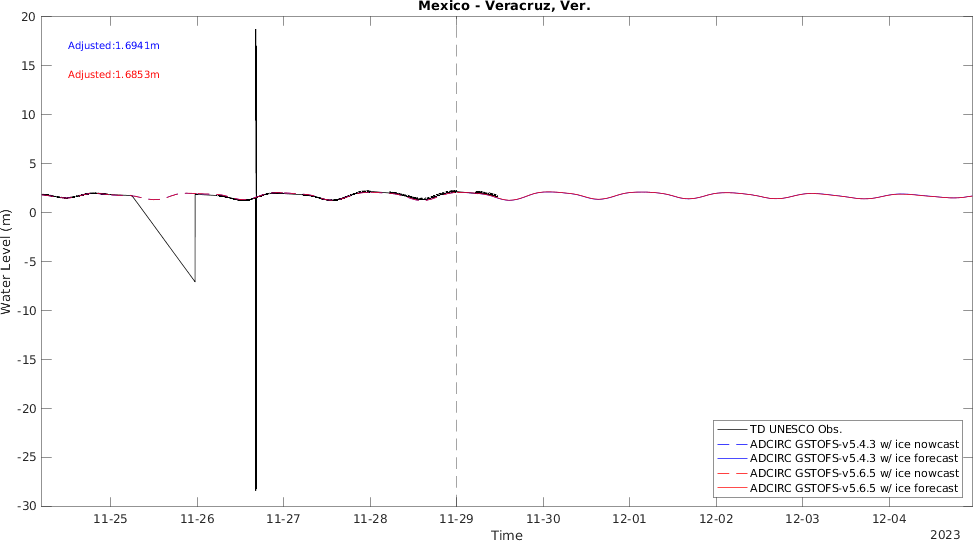 Mexico - Veracruz, Ver.
20
15
10
5
0
-5
-10
-15
-20
-25
-30
Water Level (m)
Adjusted:1.6941m
Adjusted:1.6853m
TD UNESCO Obs.
ADCIRC GSTOFS-v5.4.3 w/ ice nowcast
ADCIRC GSTOFS-v5.4.3 w/ ice forecast
ADCIRC GSTOFS-v5.6.5 w/ ice nowcast
ADCIRC GSTOFS-v5.6.5 w/ ice forecast
11-25 11-26 11-27 11-28 11-29 11-30 12-01 12-02 12-03 12-04
Time
2023